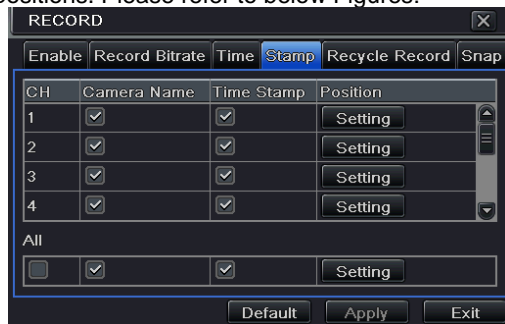 positions. Please refer to below Figures.
RECORD
Enable Record Bitrate Time Stamp Recycle Record Snap
CH Camera Name Time Stamp Position
1 Setting
2 Setting
3 Setting
4 Setting
All
Setting
Default Apply Exit